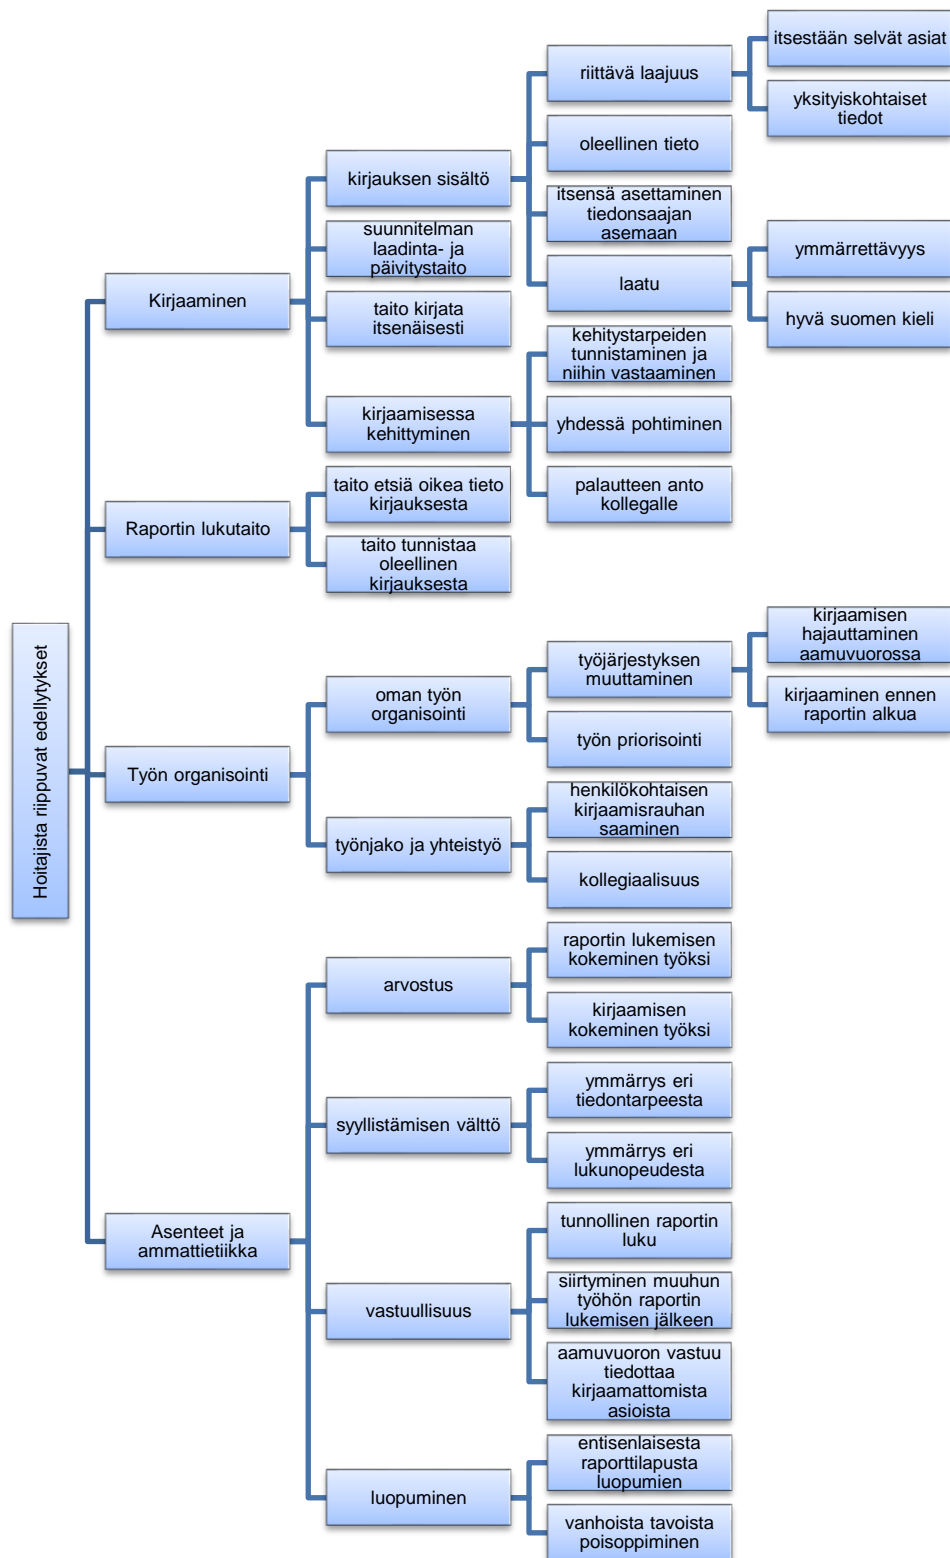 Hoitajista riippuvat edellytykset
Kirjaaminen
kirjauksen sisältö
riittävä laajuus
itsestään selvät asiat
yksityiskohtaiset
tiedot
oleellinen tieto
itsensä asettaminen
tiedonsaajan
asemaan
laatu
ymmärrettävyys
hyvä suomen kieli
suunnitelman
laadinta- ja
päivitystaito
taito kirjata
itsenäisesti
kirjaamisessa
kehittyminen
kehitystarpeiden
tunnistaminen ja
niihin vastaaminen
yhdessä pohtiminen
palautteen anto
kollegalle
Raportin lukutaito
taito etsiä oikea tieto
kirjauksesta
taito tunnistaa
oleellinen
kirjauksesta
Työn organisointi
oman työn
organisointi
työjärjestyksen
muuttaminen
kirjaamisen
hajauttaminen
aamuvuorossa
kirjaaminen ennen
raportin alkua
työn priorisointi
työnjako ja yhteistyö
henkilökohtaisen
kirjaamisrauhan
saaminen
kollegiaalisuus
Asenteet ja
ammattietiikka
arvostus
raportin lukemisen
kokeminen työksi
kirjaamisen
kokeminen työksi
syyllistämisen välttö
ymmärrys eri
tiedontarpeesta
ymmärrys eri
lukunopeudesta
vastuullisuus
tunnollinen raportin
luku
siirtyminen muuhun
työhön raportin
lukemisen jälkeen
aamuvuoron vastuu
tiedottaa
kirjaamattomista
asioista
luopuminen
entisenlaisesta
raporttilapusta
luopumien
vanhoista tavoista
poisoppiminen